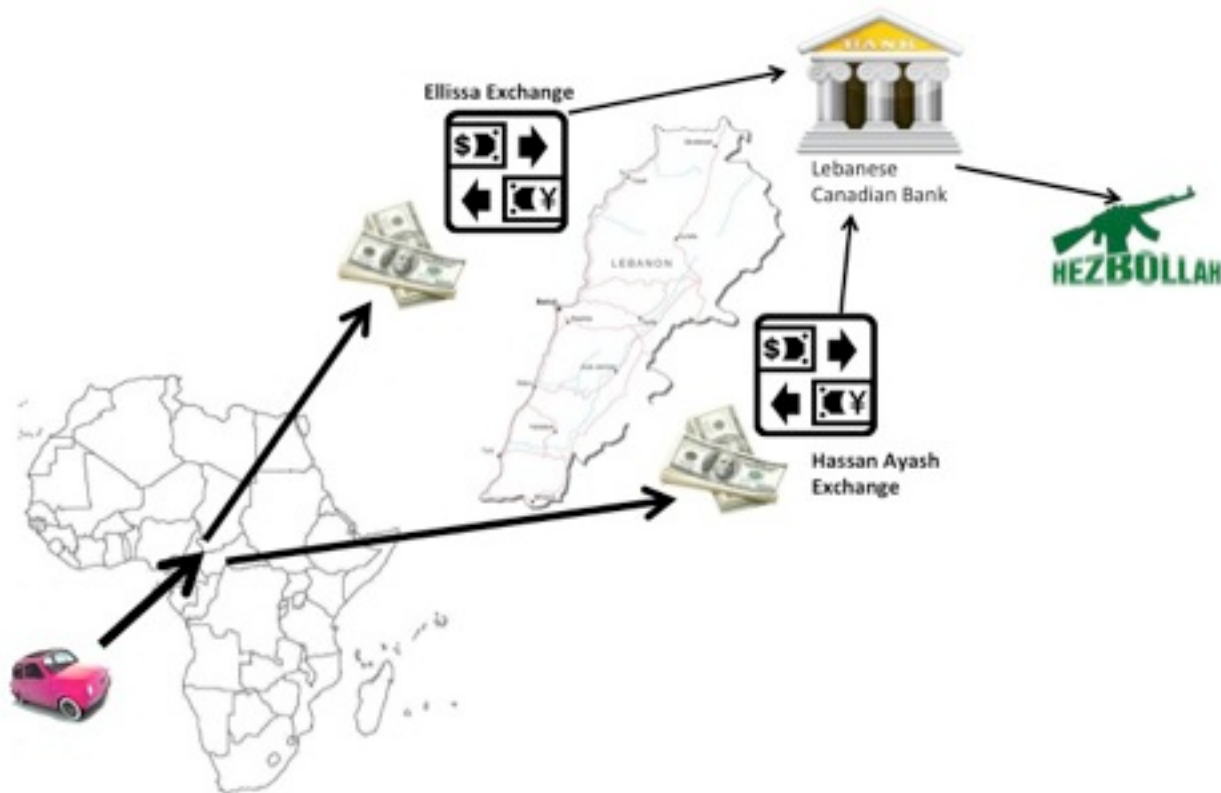 BANK
Ellissa Exchange
$
¥
Lebanese
Canadian Bank
HEZBOLLAH
LEBANON
$
¥
Hassan Ayash
Exchange